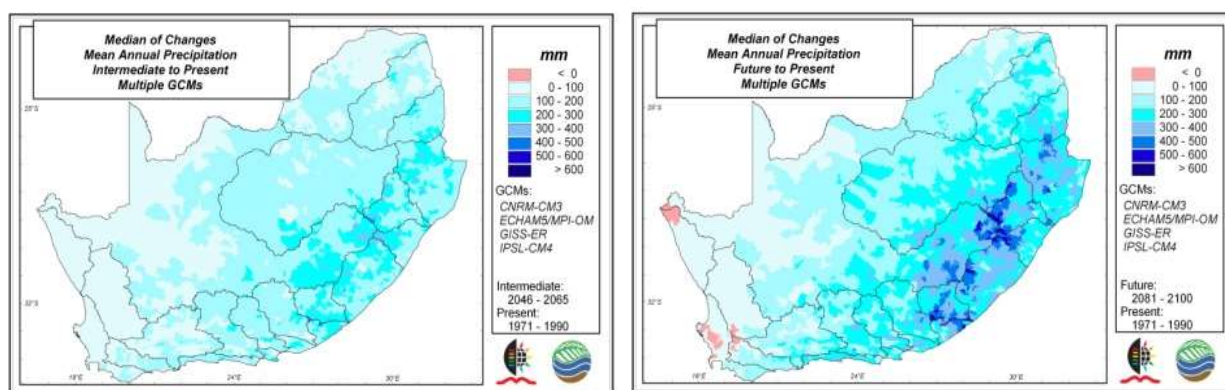 Median of Changes
Mean Annual Precipitation
Intermediate to Present
Multiple GCMs
mm
< 0
0 - 100
100 - 200
200 - 300
300 - 400
400 - 500
500 - 600
> 600
GCMs:
CNRM-CM3
ECHAM5/MPI-OM
GISS-ER
IPSL-CM4
Intermediate:
2046 - 2065
Present:
1971 - 1990
32°S
18°E
24°E
30°E
Median of Changes
Mean Annual Precipitation
Future to Present
Multiple GCMs
mm
< 0
0 - 100
100 - 200
200 - 300
300 - 400
400 - 500
500 - 600
> 600
GCMs:
CNRM-CM3
ECHAM5/MPI-OM
GISS-ER
IPSL-CM4
Future:
2081 - 2100
Present:
1971 - 1990
32°S
18°E
24°E
30°E